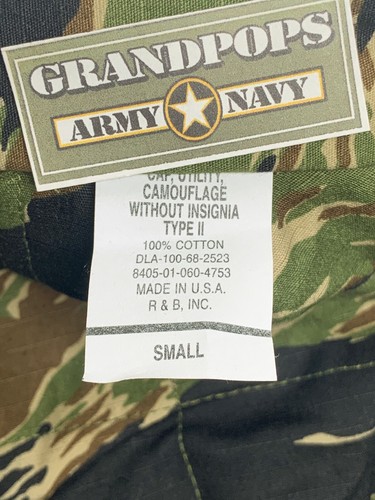 GRANDPOPS
ARMY NAVY
CAP, UTILITY,
CAMOUFLAGE
WITHOUT INSIGNIA
TYPE II
100% COTTON
DLA-100-68-2523
8405-01-060-4753
MADE IN U.S.A.
R & B, INC.
SMALL